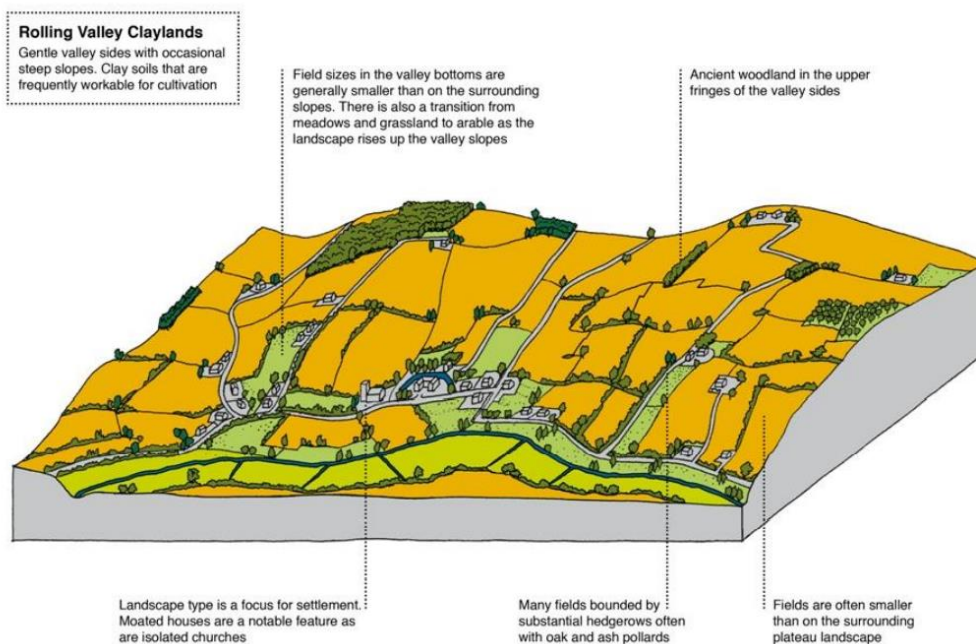 Rolling Valley Claylands
Gentle valley sides with occasional
steep slopes. Clay soils that are
frequently workable for cultivation
Field sizes in the valley bottoms are
generally smaller than on the surrounding
slopes. There is also a transition from
meadows and grassland to arable as the
landscape rises up the valley slopes
Ancient woodland in the upper
fringes of the valley sides
Landscape type is a focus for settlement.
Moated houses are a notable feature as
are isolated churches
Many fields bounded by
substantial hedgerows often
with oak and ash pollards
Fields are often smaller
than on the surrounding
plateau landscape